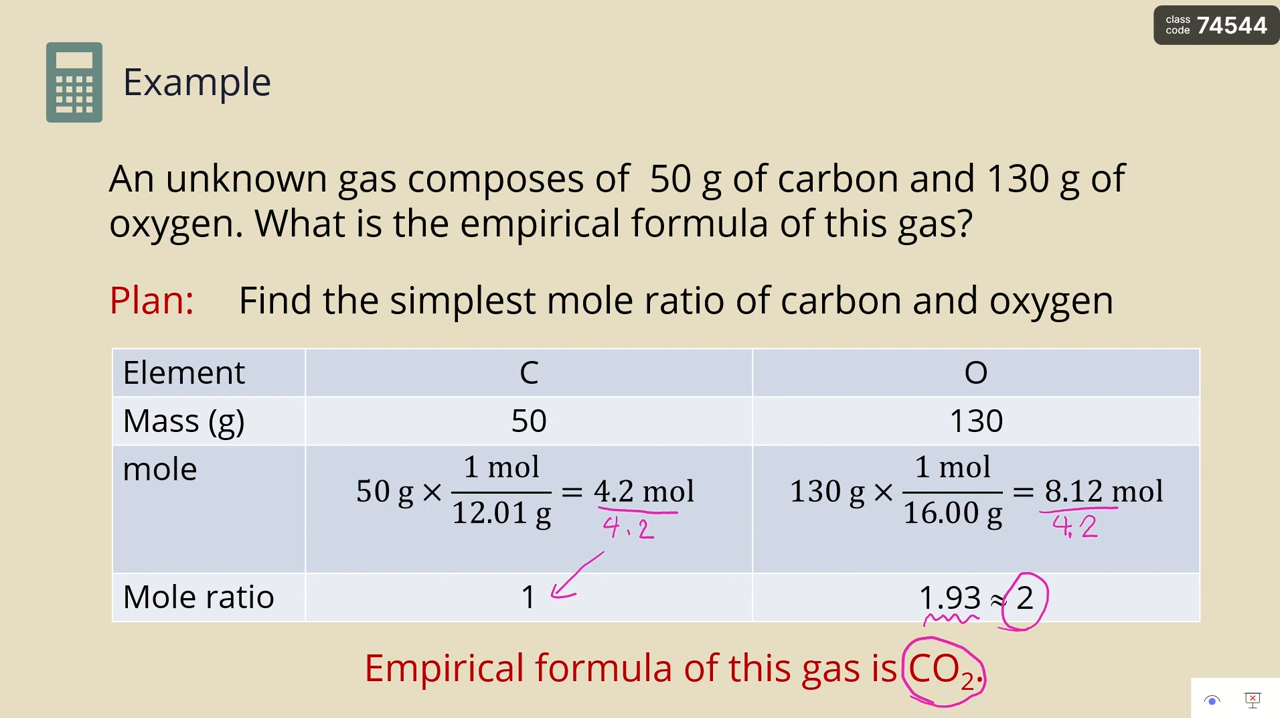 class
code 74544
Example
An unknown gas composes of 50 g of carbon and 130 g of
oxygen. What is the empirical formula of this gas?
Plan: Find the simplest mole ratio of carbon and oxygen
Element C O
Mass (g) 50 130
mole 50 g × 1 mol / 12.01 g = 4.2 mol 130 g × 1 mol / 16.00 g = 8.12 mol
4.2 4.2
Mole ratio 1 1.93 ≈ 2
Empirical formula of this gas is CO₂.